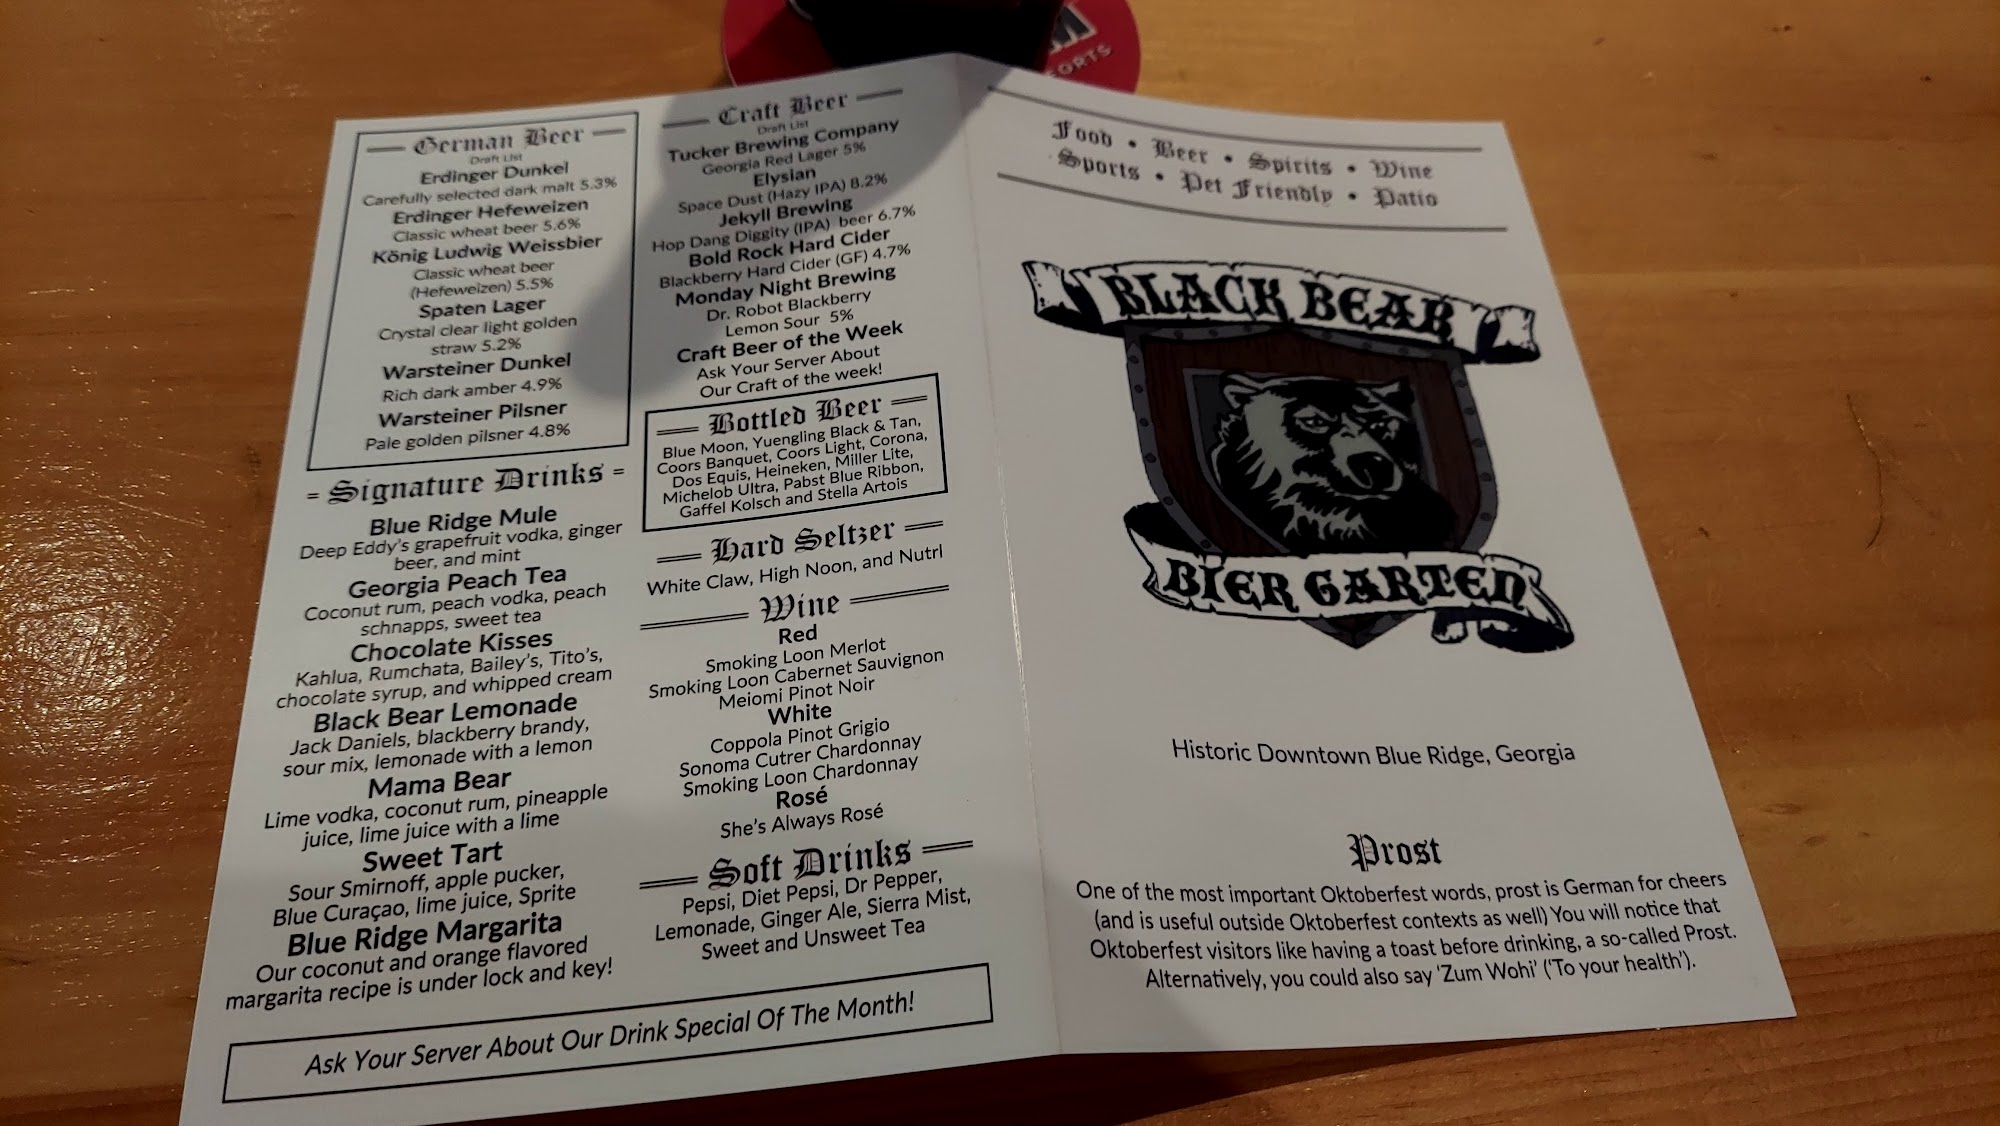 German Beer
Draft List
Erdinger Dunkel
Carefully selected dark malt 5.3%
Erdinger Hefeweizen
Classic wheat beer 5.6%
König Ludwig Weissbier
Classic wheat beer
(Hefeweizen) 5.5%
Spaten Lager
Crystal clear light golden
straw 5.2%
Warsteiner Dunkel
Rich dark amber 4.9%
Warsteiner Pilsner
Pale golden pilsner 4.8%
= Signature Drinks =
Blue Ridge Mule
Deep Eddy's grapefruit vodka, ginger
beer, and mint
Georgia Peach Tea
Coconut rum, peach vodka, peach
schnapps, sweet tea
Chocolate Kisses
Kahlua, Rumchata, Bailey's, Tito's,
chocolate syrup, and whipped cream
Black Bear Lemonade
Jack Daniels, blackberry brandy,
sour mix, lemonade with a lemon
Mama Bear
Lime vodka, coconut rum, pineapple
juice, lime juice with a lime
Sweet Tart
Sour Smirnoff, apple pucker,
Blue Curaçao, lime juice, Sprite
Blue Ridge Margarita
Our coconut and orange flavored
margarita recipe is under lock and key!
Craft Beer
Draft List
Tucker Brewing Company
Georgia Red Lager 5%
Elysian
Space Dust (Hazy IPA) 8.2%
Jekyll Brewing
Hop Dang Diggity (IPA) beer 6.7%
Bold Rock Hard Cider
Blackberry Hard Cider (GF) 4.7%
Monday Night Brewing
Dr. Robot Blackberry
Lemon Sour 5%
Craft Beer of the Week
Ask Your Server About
Our Craft of the week!
Bottled Beer
Blue Moon, Yuengling Black & Tan,
Coors Banquet, Coors Light, Corona,
Dos Equis, Heineken, Miller Lite,
Michelob Ultra, Pabst Blue Ribbon,
Gaffel Kolsch and Stella Artois
Hard Seltzer
White Claw, High Noon, and Nutrl
Wine
Red
Smoking Loon Merlot
Smoking Loon Cabernet Sauvignon
Meiomi Pinot Noir
White
Coppola Pinot Grigio
Sonoma Cutrer Chardonnay
Smoking Loon Chardonnay
Rosé
She's Always Rosé
Soft Drinks
Pepsi, Diet Pepsi, Dr Pepper,
Lemonade, Ginger Ale, Sierra Mist,
Sweet and Unsweet Tea
Ask Your Server About Our Drink Special Of The Month!
Food • Beer • Spirits • Wine
Sports • Pet Friendly • Patio
BLACK BEAR
BIER GARTEN
Historic Downtown Blue Ridge, Georgia
Prost
One of the most important Oktoberfest words, prost is German for cheers
(and is useful outside Oktoberfest contexts as well) You will notice that
Oktoberfest visitors like having a toast before drinking, a so-called Prost.
Alternatively, you could also say 'Zum Wohi' ('To your health').